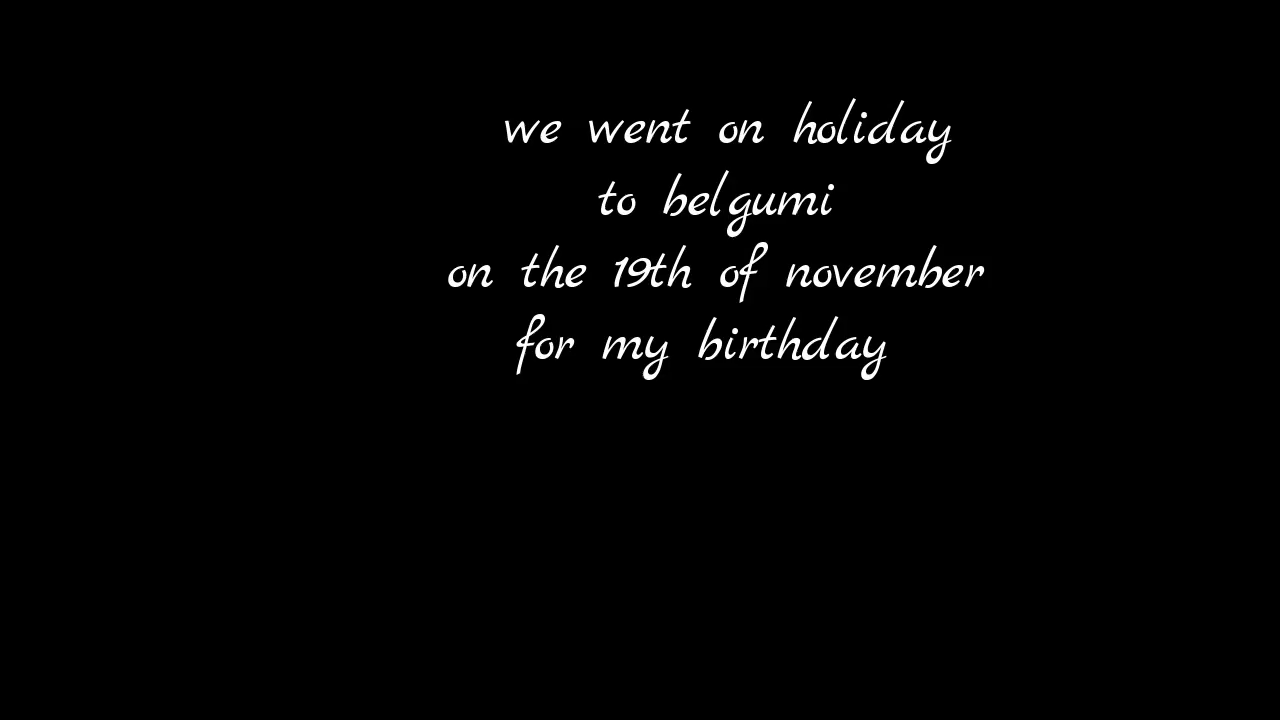 we went on holiday
to belgumi
on the 19th of november
for my birthday